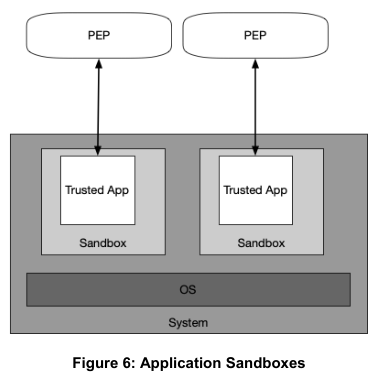 PEP
PEP
Trusted App
Trusted App
Sandbox
Sandbox
OS
System
Figure 6: Application Sandboxes